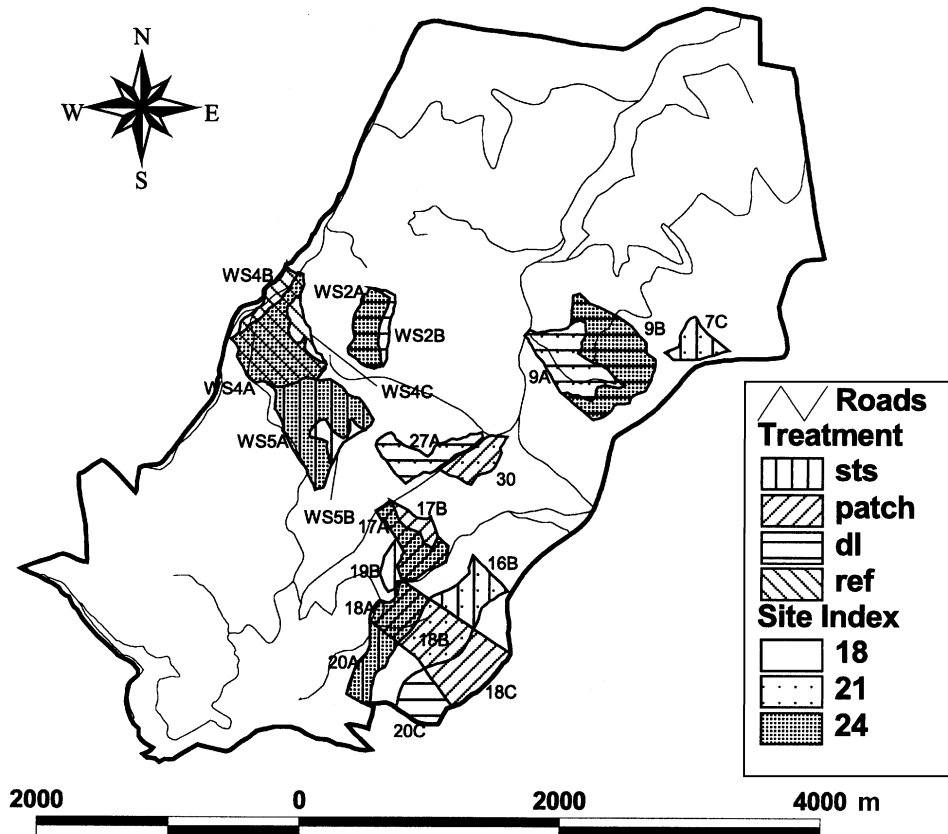 N
W E
S
WS4B
WS2A
WS2B
9B
7C
9A
WS4A
WS4C
WS5A
27A
30
WS5B
17B
17A
19B
16B
18A
18B
20A
18C
20C
Roads
Treatment
sts
patch
dl
ref
Site Index
18
21
24
2000 0 2000 4000 m